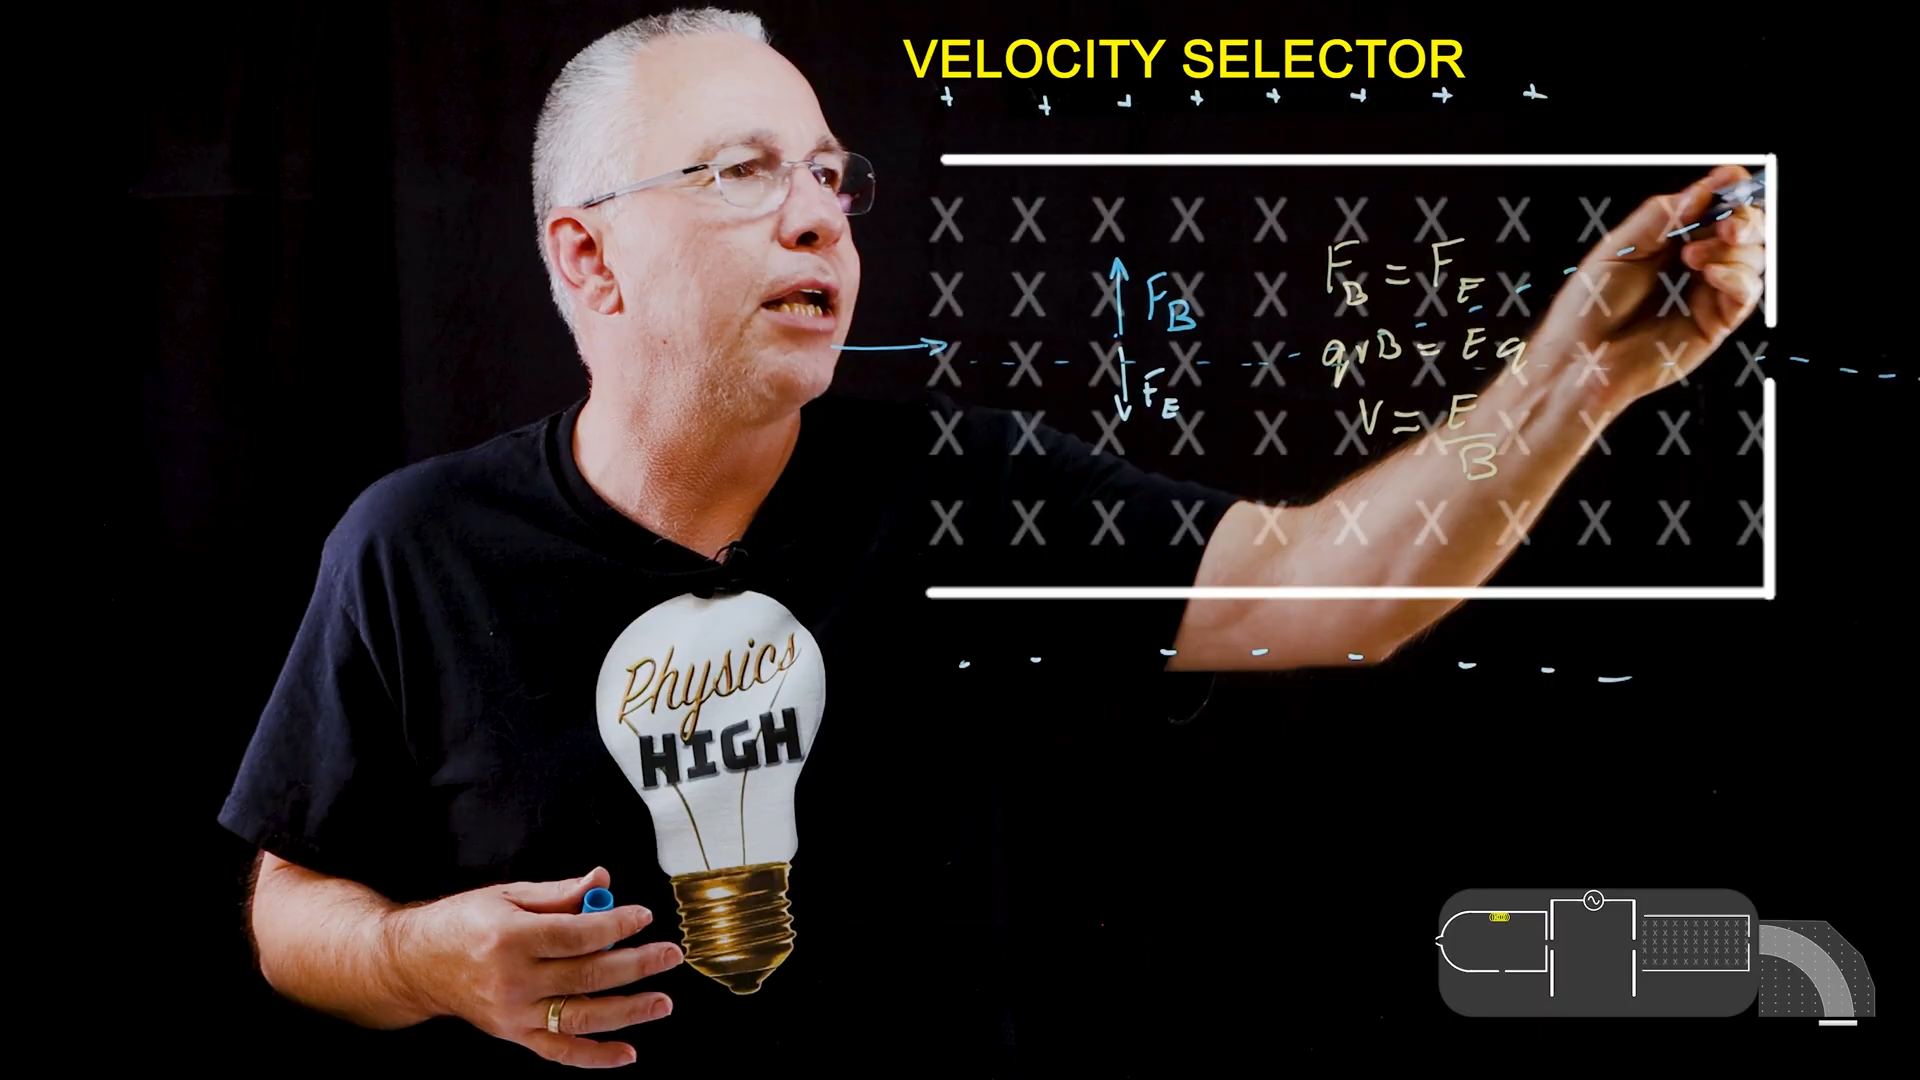 VELOCITY SELECTOR
+ + + + + + + +
X X X X X X X X X X
X X X X X X X X X X
X X X X X X X X X X X
X X X X X X X X X X X
X X X X X X X X X X X
F_B
F_E
F_B = F_E
qvB = Eq
V = E/B
- - - - - - - -
Physics
HIGH